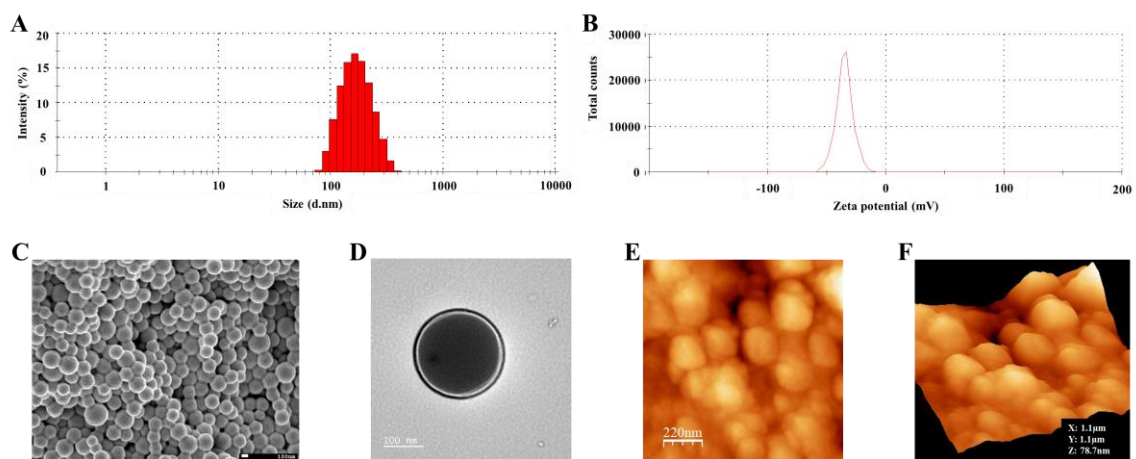 A
Intensity (%)
20
15
10
5
0
1
10
100
1000
10000
Size (d.nm)
B
Total counts
30000
20000
10000
0
-100
0
100
200
Zeta potential (mV)
C
100nm
D
100 nm
E
220nm
F
X: 1.1µm
Y: 1.1µm
Z: 78.7nm